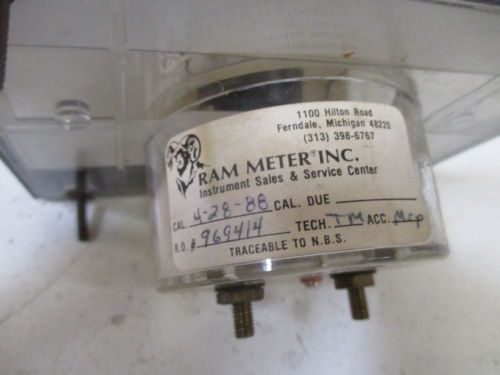 1100 Hilton Road
Ferndale, Michigan 48220
(313) 398-6767
RAM METER® INC.
Instrument Sales & Service Center
CAL. 4-28-88 CAL. DUE
R.O. # 969414 TECH. TM ACC. Mrp
TRACEABLE TO N.B.S.